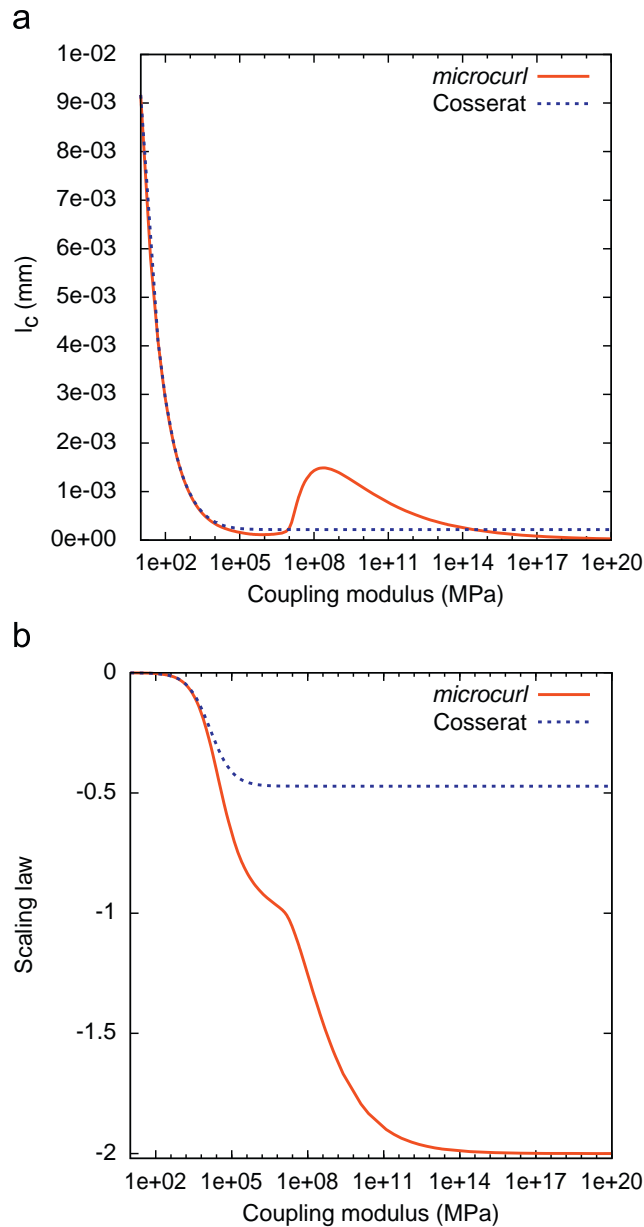 a
1e-02
9e-03
8e-03
7e-03
6e-03
5e-03
4e-03
3e-03
2e-03
1e-03
0e+00
lc (mm)
microcurl
Cosserat
1e+02 1e+05 1e+08 1e+11 1e+14 1e+17 1e+20
Coupling modulus (MPa)
b
0
-0.5
-1
-1.5
-2
Scaling law
microcurl
Cosserat
1e+02 1e+05 1e+08 1e+11 1e+14 1e+17 1e+20
Coupling modulus (MPa)